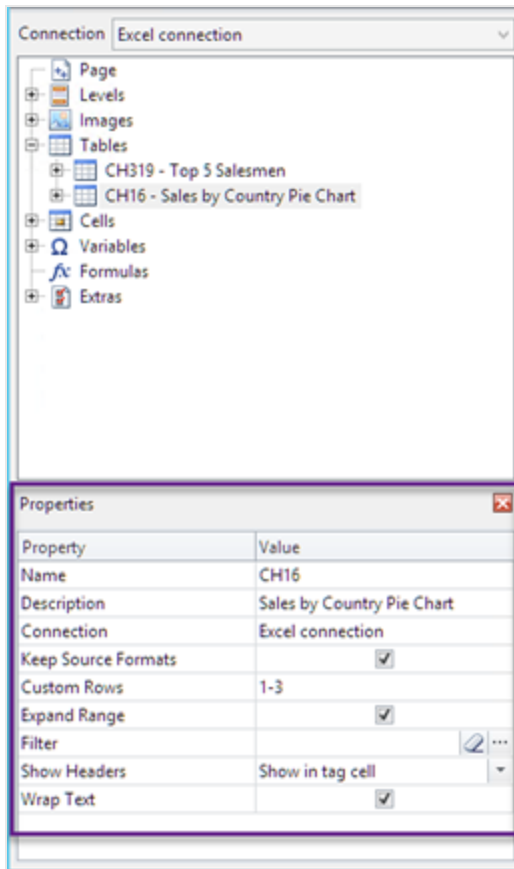 Connection Excel connection
Page
Levels
Images
Tables
CH319 - Top 5 Salesmen
CH16 - Sales by Country Pie Chart
Cells
Ω Variables
fx Formulas
Extras
Properties
Property Value
Name CH16
Description Sales by Country Pie Chart
Connection Excel connection
Keep Source Formats
Custom Rows 1-3
Expand Range
Filter ...
Show Headers Show in tag cell
Wrap Text